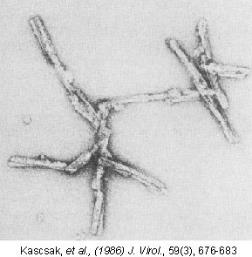 Kascsak, et al., (1986) J. Virol., 59(3), 676-683